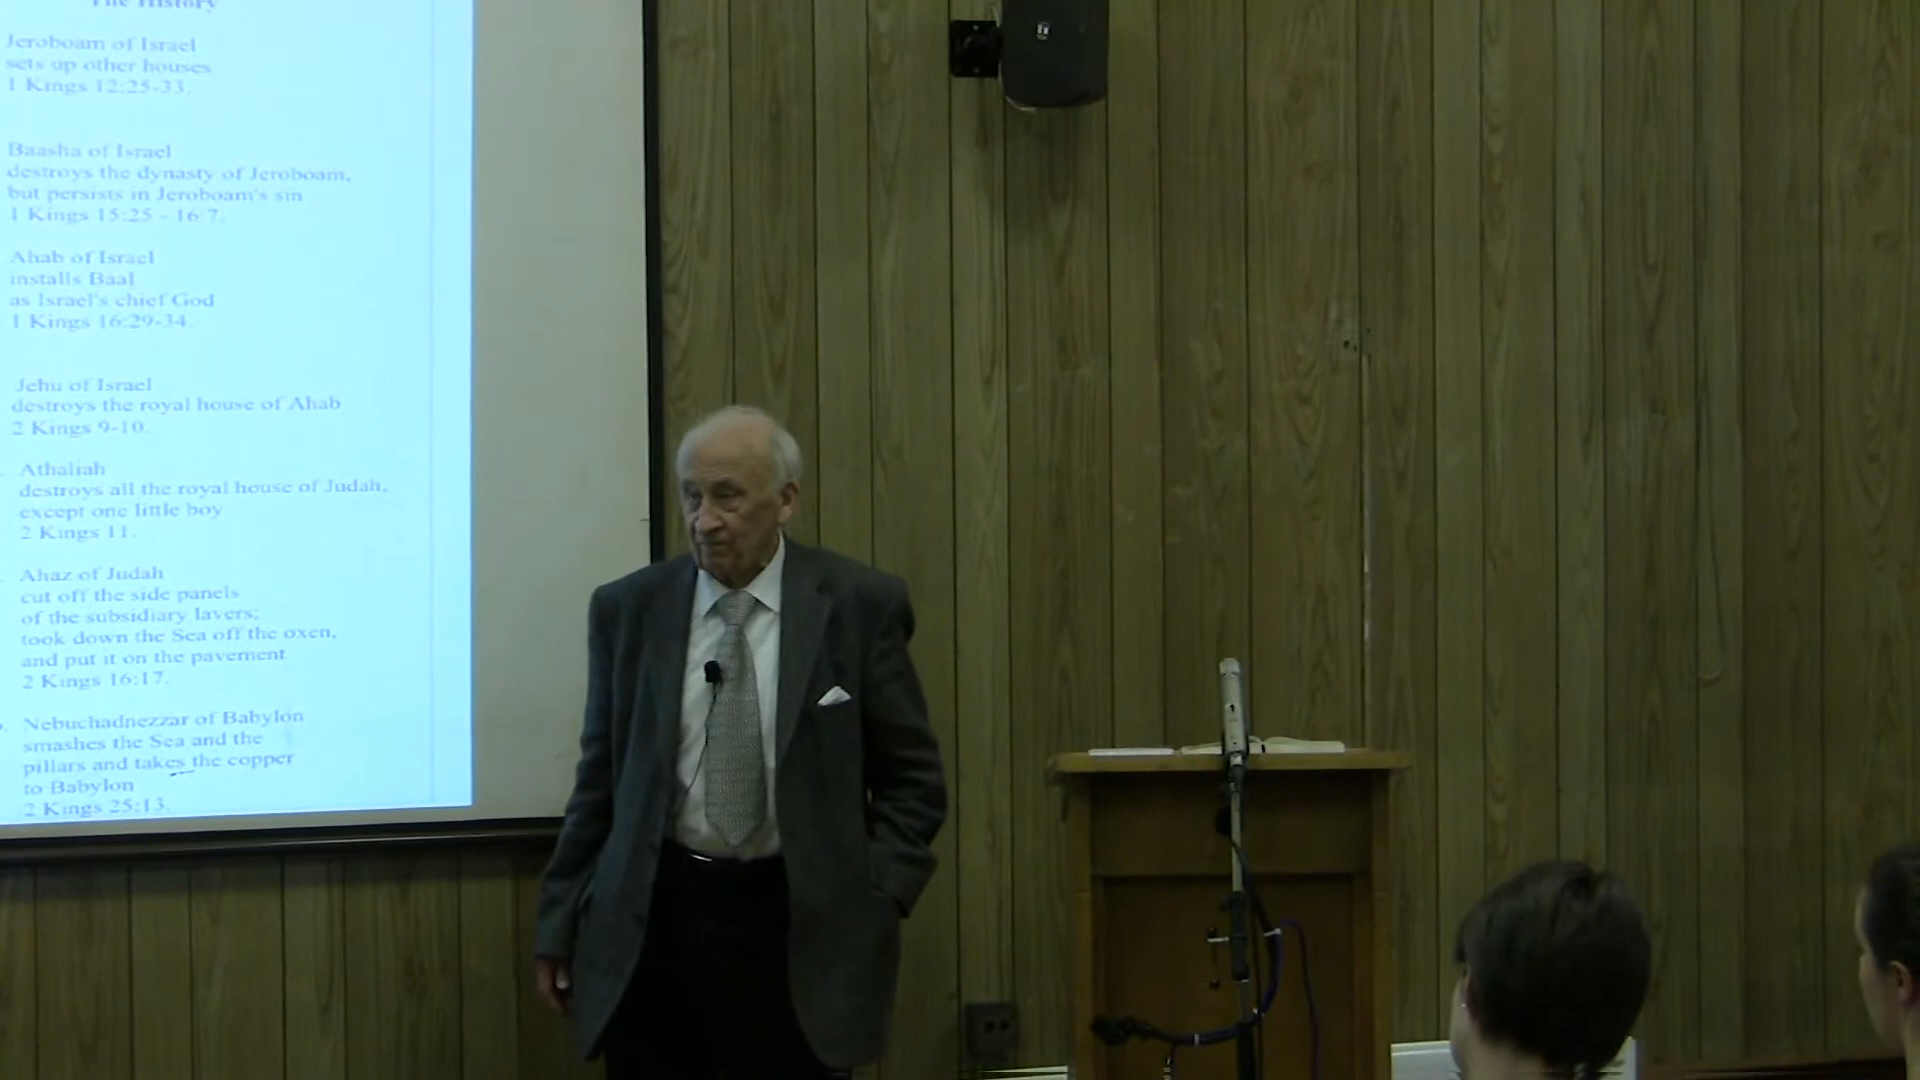 The History
Jeroboam of Israel
sets up other houses
1 Kings 12:25-33.
Baasha of Israel
destroys the dynasty of Jeroboam,
but persists in Jeroboam's sin
1 Kings 15:25 - 16:7.
Ahab of Israel
installs Baal
as Israel's chief God
1 Kings 16:29-34.
Jehu of Israel
destroys the royal house of Ahab
2 Kings 9-10.
Athaliah
destroys all the royal house of Judah,
except one little boy
2 Kings 11.
Ahaz of Judah
cut off the side panels
of the subsidiary lavers;
took down the Sea off the oxen,
and put it on the pavement
2 Kings 16:17.
Nebuchadnezzar of Babylon
smashes the Sea and the
pillars and takes the copper
to Babylon
2 Kings 25:13.